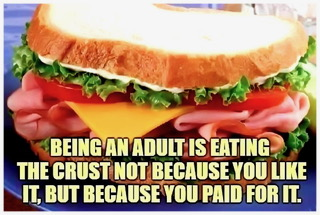 BEING AN ADULT IS EATING
THE CRUST NOT BECAUSE YOU LIKE
IT, BUT BECAUSE YOU PAID FOR IT.